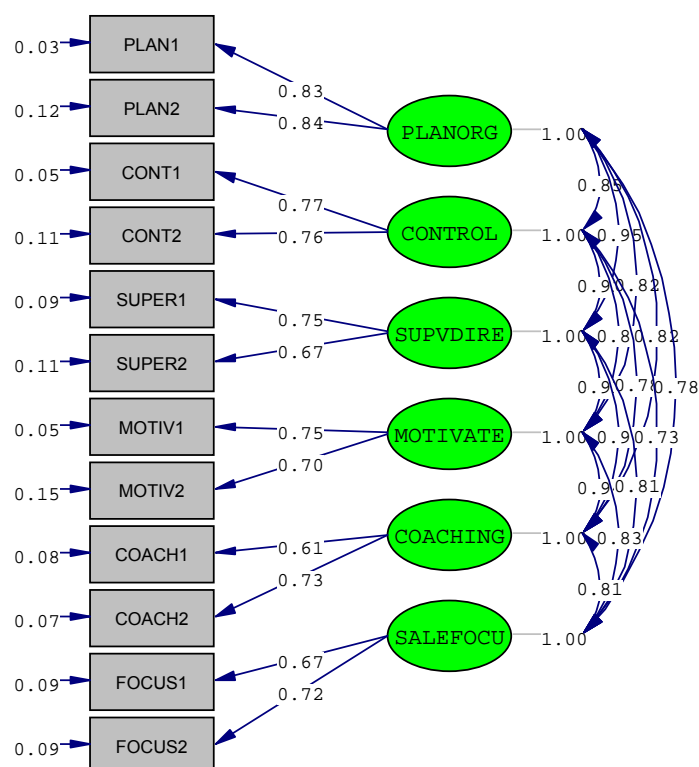 0.03 PLAN1
0.83
0.12 PLAN2
0.84
PLANORG 1.00
0.05 CONT1
0.77
0.85
0.11 CONT2
0.76
CONTROL 1.00
0.95
0.09 SUPER1
0.75
0.82
0.11 SUPER2
0.67
SUPVDIRE 1.00
0.82
0.78
0.05 MOTIV1
0.75
0.78
MOTIVATE 1.00
0.73
0.15 MOTIV2
0.70
0.81
0.08 COACH1
0.61
COACHING 1.00
0.83
0.07 COACH2
0.73
0.81
SALEFOCU 1.00
0.09 FOCUS1
0.67
0.09 FOCUS2
0.72